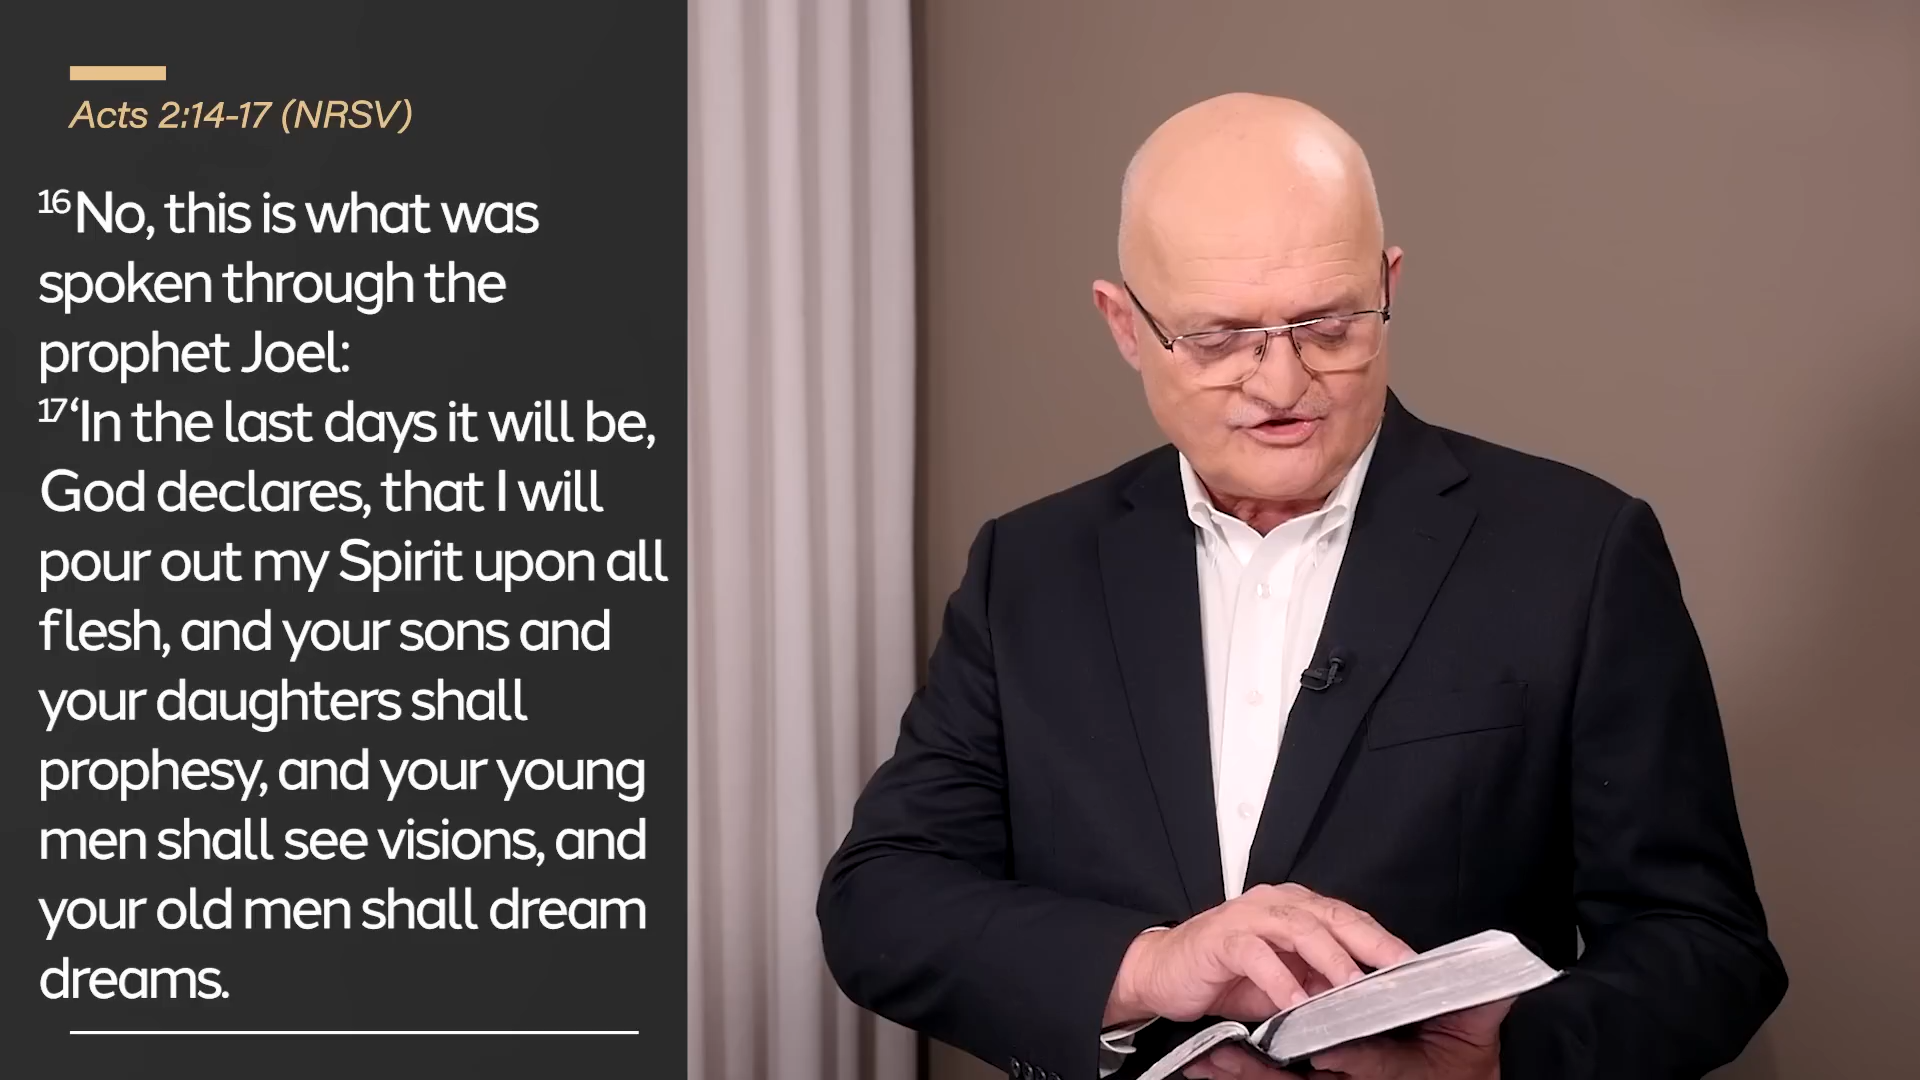 Acts 2:14-17 (NRSV)
16 No, this is what was
spoken through the
prophet Joel:
17 ‘In the last days it will be,
God declares, that I will
pour out my Spirit upon all
flesh, and your sons and
your daughters shall
prophesy, and your young
men shall see visions, and
your old men shall dream
dreams.